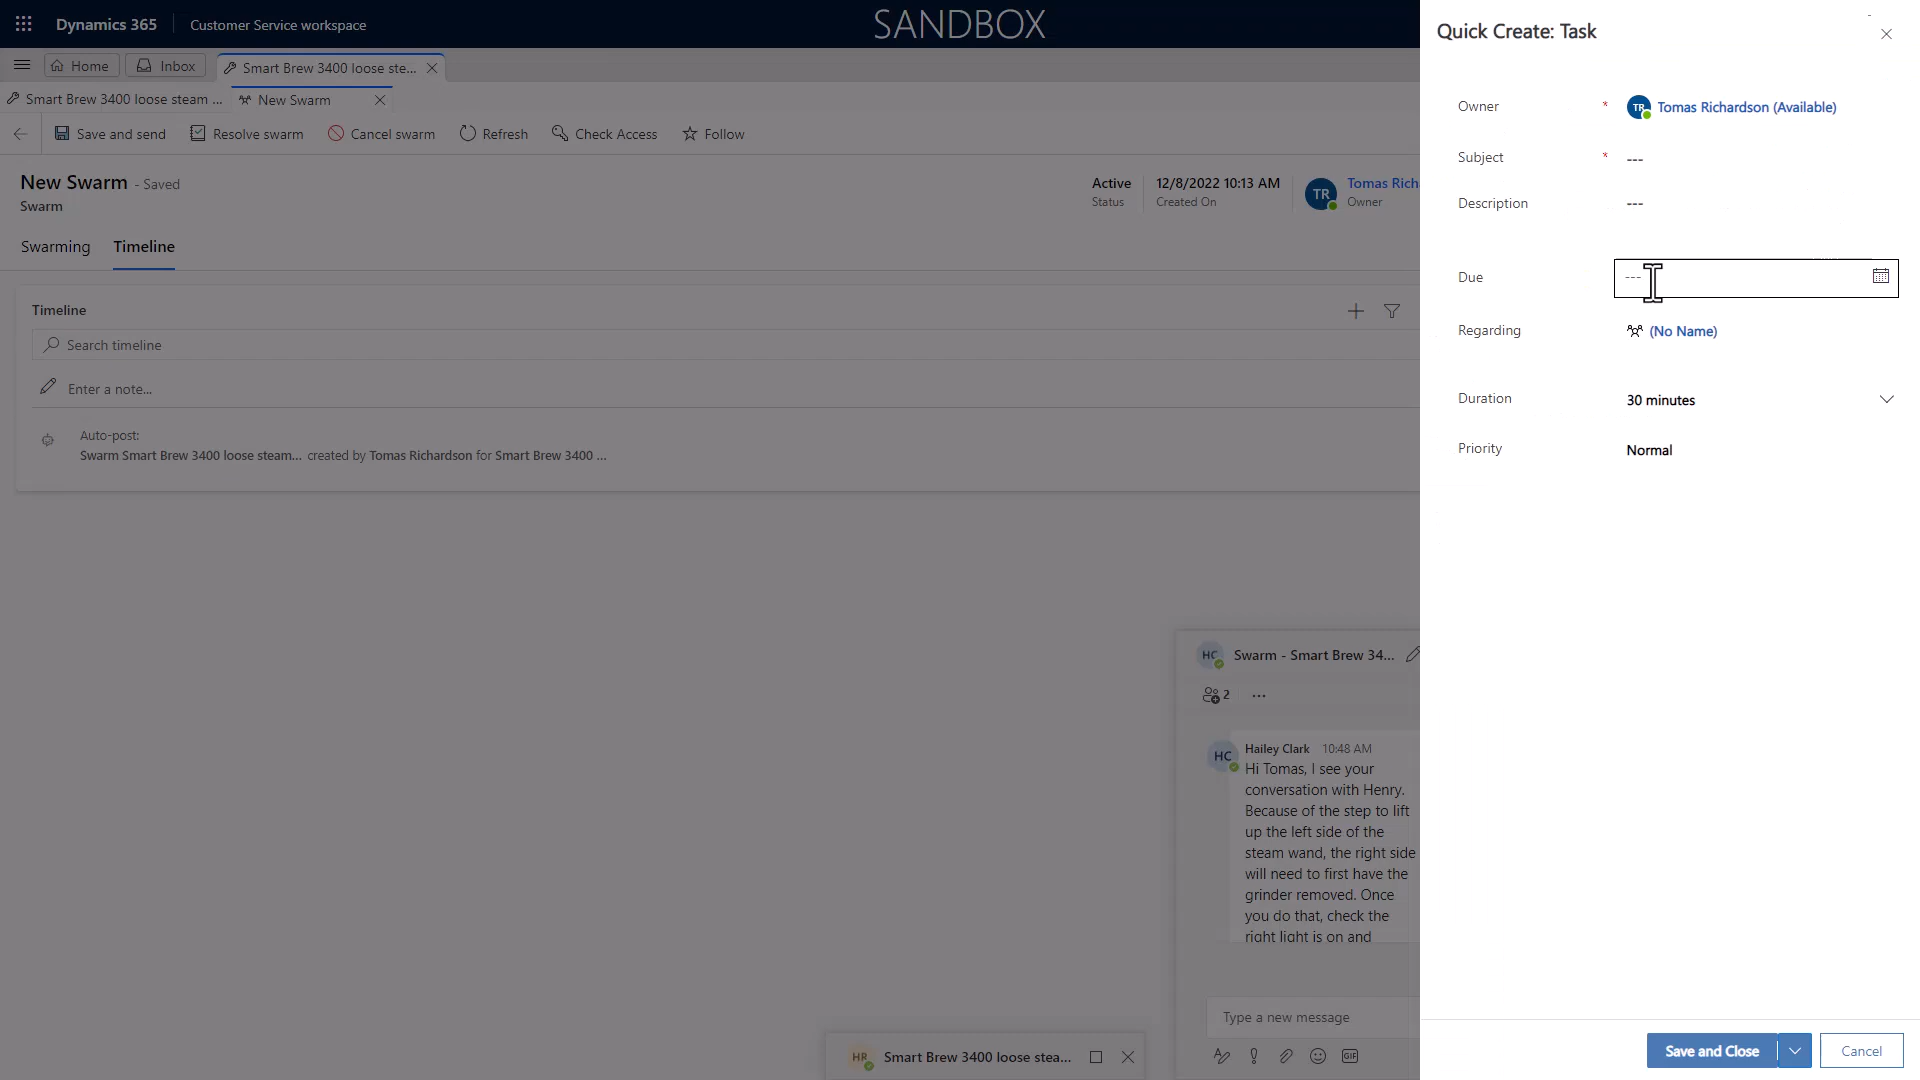 Dynamics 365
Customer Service workspace
SANDBOX
Home
Inbox
Smart Brew 3400 loose ste...
Smart Brew 3400 loose steam ...
New Swarm
Save and send
Resolve swarm
Cancel swarm
Refresh
Check Access
Follow
New Swarm - Saved
Swarm
Active
Status
12/8/2022 10:13 AM
Created On
TR
Tomas Rich
Owner
Swarming
Timeline
Timeline
Search timeline
Enter a note...
Auto-post:
Swarm Smart Brew 3400 loose steam... created by Tomas Richardson for Smart Brew 3400 ...
HC
Swarm - Smart Brew 34...
2
...
HC
Hailey Clark 10:48 AM
Hi Tomas, I see your
conversation with Henry.
Because of the step to lift
up the left side of the
steam wand, the right side
will need to first have the
grinder removed. Once
you do that, check the
right light is on and
Type a new message
GIF
HR
Smart Brew 3400 loose stea...
Quick Create: Task
Owner
*
TR
Tomas Richardson (Available)
Subject
*
---
Description
---
Due
---
Regarding
(No Name)
Duration
30 minutes
Priority
Normal
Save and Close
Cancel